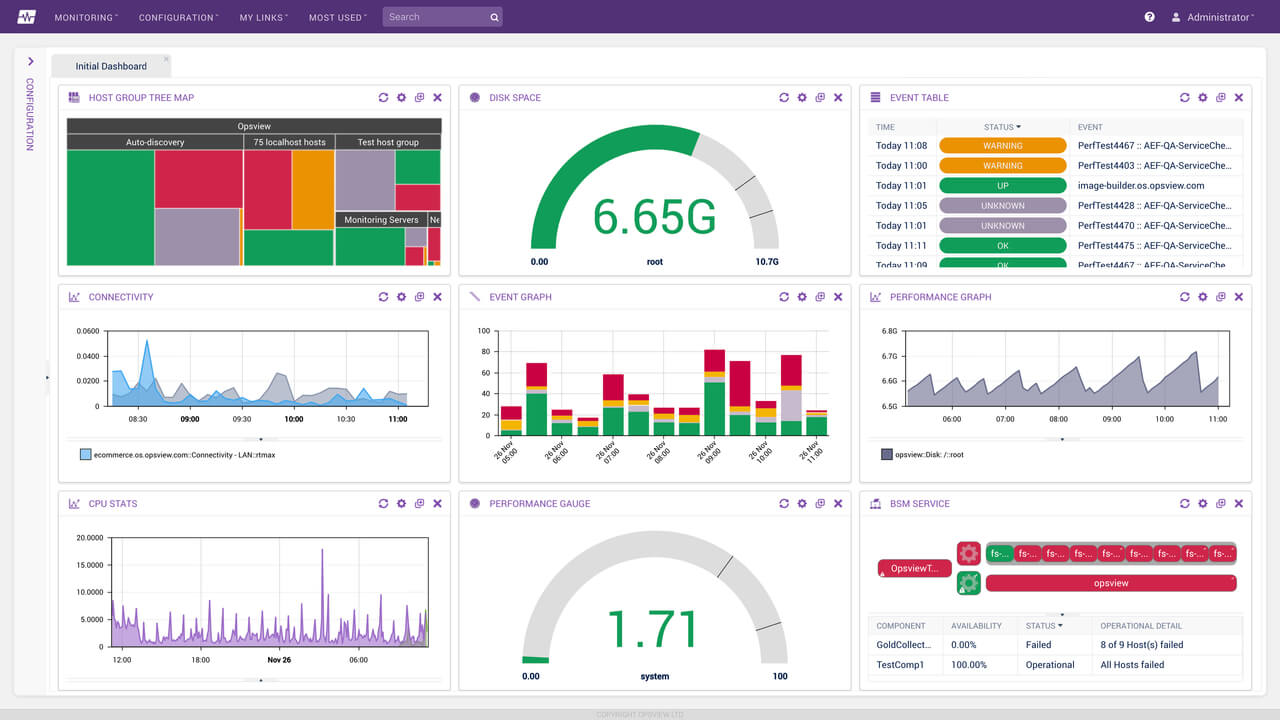 MONITORING
CONFIGURATION
MY LINKS
MOST USED
Search
Administrator
CONFIGURATION
Initial Dashboard
HOST GROUP TREE MAP
Opsview
Auto-discovery
75 localhost hosts
Test host group
Monitoring Servers
Ne
DISK SPACE
6.65G
0.00
root
10.7G
EVENT TABLE
TIME STATUS EVENT
Today 11:08 WARNING PerfTest4467 :: AEF-QA-ServiceChe...
Today 11:00 WARNING PerfTest4403 :: AEF-QA-ServiceChe...
Today 11:01 UP image-builder.os.opsview.com
Today 11:05 UNKNOWN PerfTest4428 :: AEF-QA-ServiceChe...
Today 11:01 UNKNOWN PerfTest4470 :: AEF-QA-ServiceChe...
Today 11:11 OK PerfTest4475 :: AEF-QA-ServiceChe...
Today 11:09 OK PerfTest4467 :: AEF-QA-ServiceChe...
CONNECTIVITY
0.0600
0.0400
0.0200
0
08:30 09:00 09:30 10:00 10:30 11:00
ecommerce.os.opsview.com::Connectivity - LAN::rtmax
EVENT GRAPH
100
80
60
40
20
0
26 Nov 05:00
26 Nov 06:00
26 Nov 07:00
26 Nov 08:00
26 Nov 09:00
26 Nov 10:00
26 Nov 11:00
PERFORMANCE GRAPH
6.8G
6.7G
6.6G
6.5G
06:00 07:00 08:00 09:00 10:00 11:00
opsview::Disk: /::root
CPU STATS
20.0000
10.0000
5.0000
0
12:00 18:00 Nov 26 06:00
PERFORMANCE GAUGE
1.71
0.00
system
100
BSM SERVICE
OpsviewT...
fs-... fs-... fs-... fs-... fs-... fs-... fs-... fs-... fs-...
opsview
COMPONENT AVAILABILITY STATUS OPERATIONAL DETAIL
GoldCollect... 0.00% Failed 8 of 9 Host(s) failed
TestComp1 100.00% Operational All Hosts failed
COPYRIGHT OPSVIEW LTD